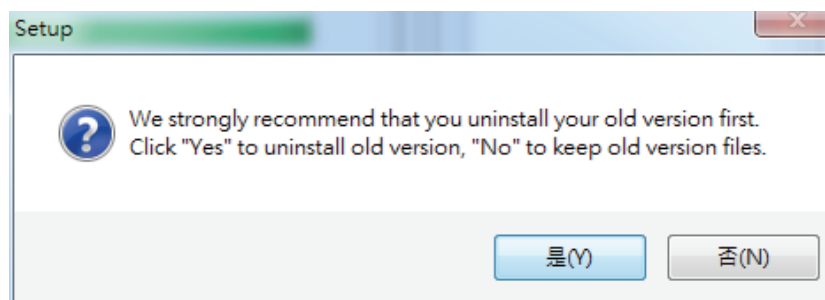 Setup
We strongly recommend that you uninstall your old version first.
Click "Yes" to uninstall old version, "No" to keep old version files.
是(Y)
否(N)